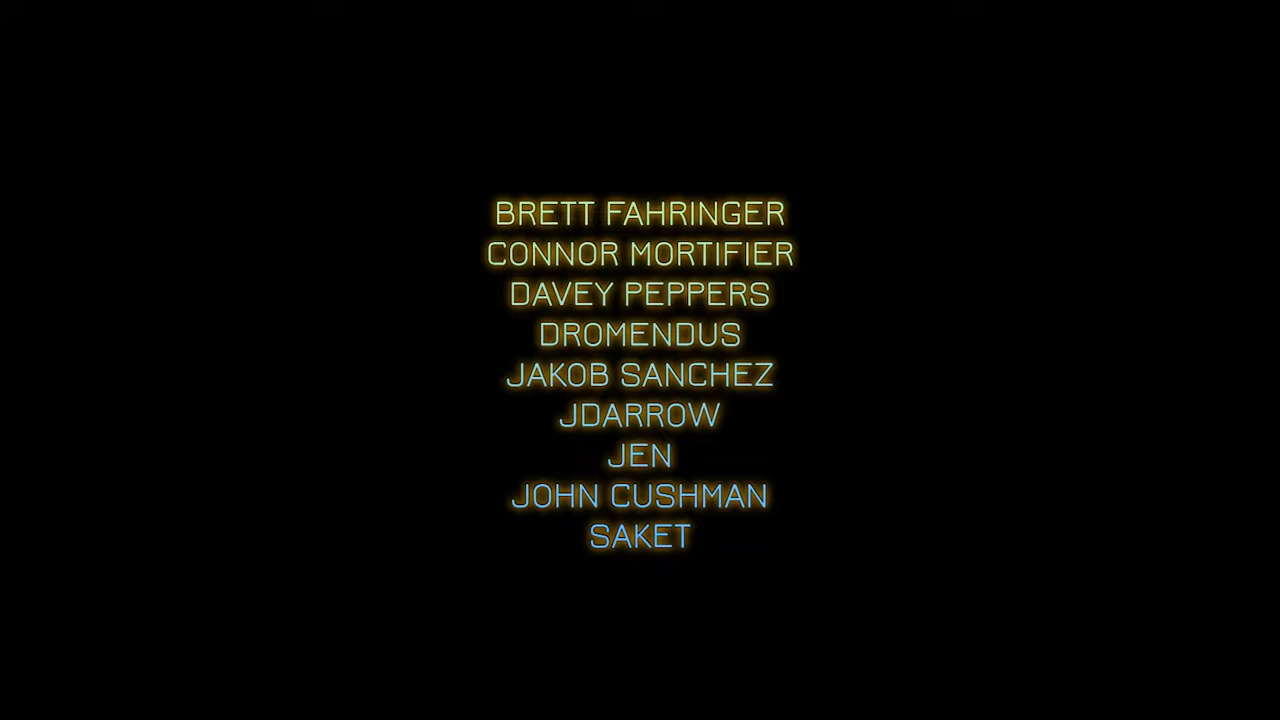 BRETT FAHRINGER
CONNOR MORTIFIER
DAVEY PEPPERS
DROMENDUS
JAKOB SANCHEZ
JDARROW
JEN
JOHN CUSHMAN
SAKET